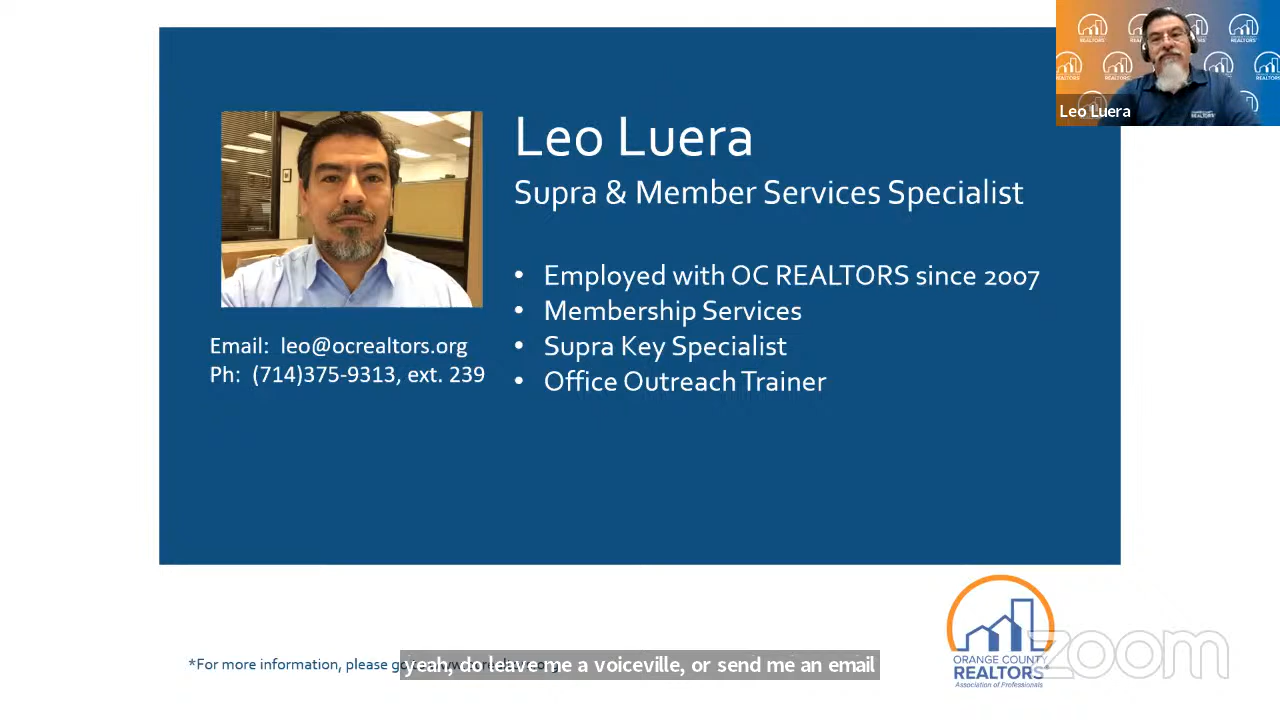 Leo Luera
Leo Luera
Supra & Member Services Specialist
• Employed with OC REALTORS since 2007
• Membership Services
• Supra Key Specialist
• Office Outreach Trainer
Email: leo@ocrealtors.org
Ph: (714)375-9313, ext. 239
*For more information, please
yeah, do leave me a voiceville, or send me an email
ORANGE COUNTY
REALTORS®
Association of Professionals
zoom